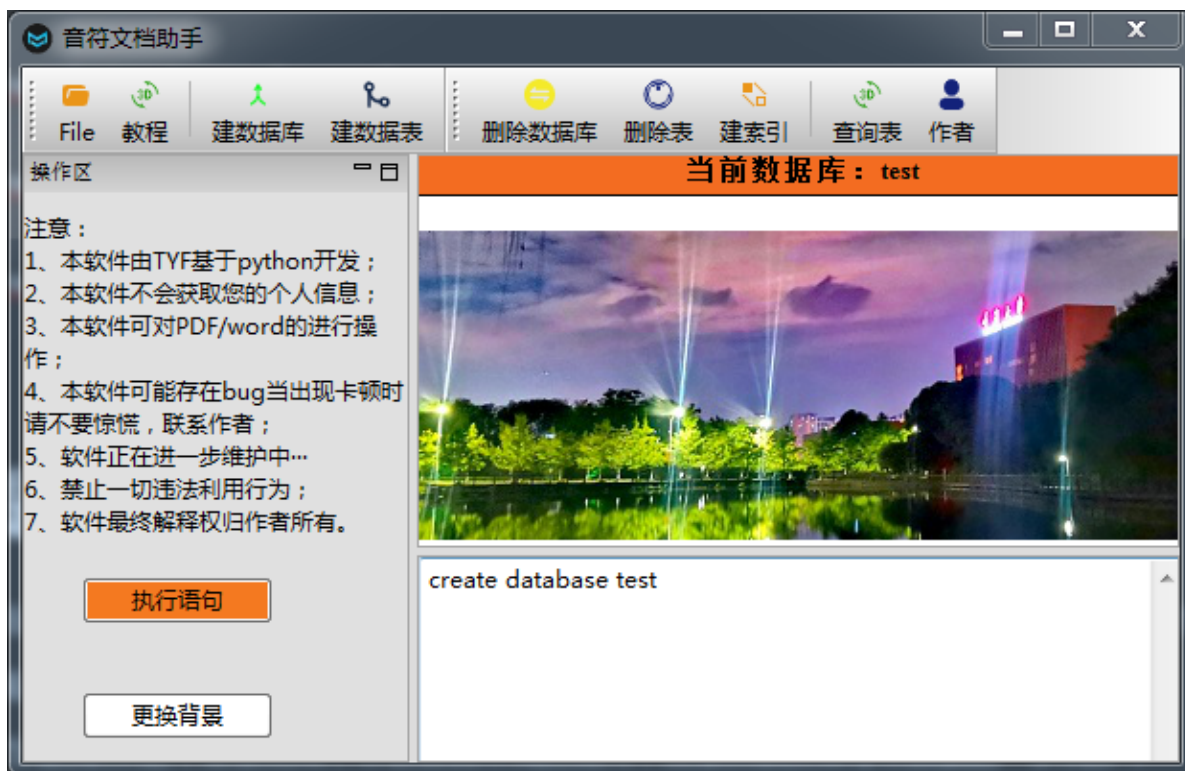 音符文档助手
File 教程 建数据库 建数据表 删除数据库 删除表 建索引 查询表 作者
操作区
当前数据库：test
注意：
1、本软件由TYF基于python开发；
2、本软件不会获取您的个人信息；
3、本软件可对PDF/word的进行操
作；
4、本软件可能存在bug当出现卡顿时
请不要惊慌，联系作者；
5、软件正在进一步维护中…
6、禁止一切违法利用行为；
7、软件最终解释权归作者所有。
执行语句
更换背景
create database test